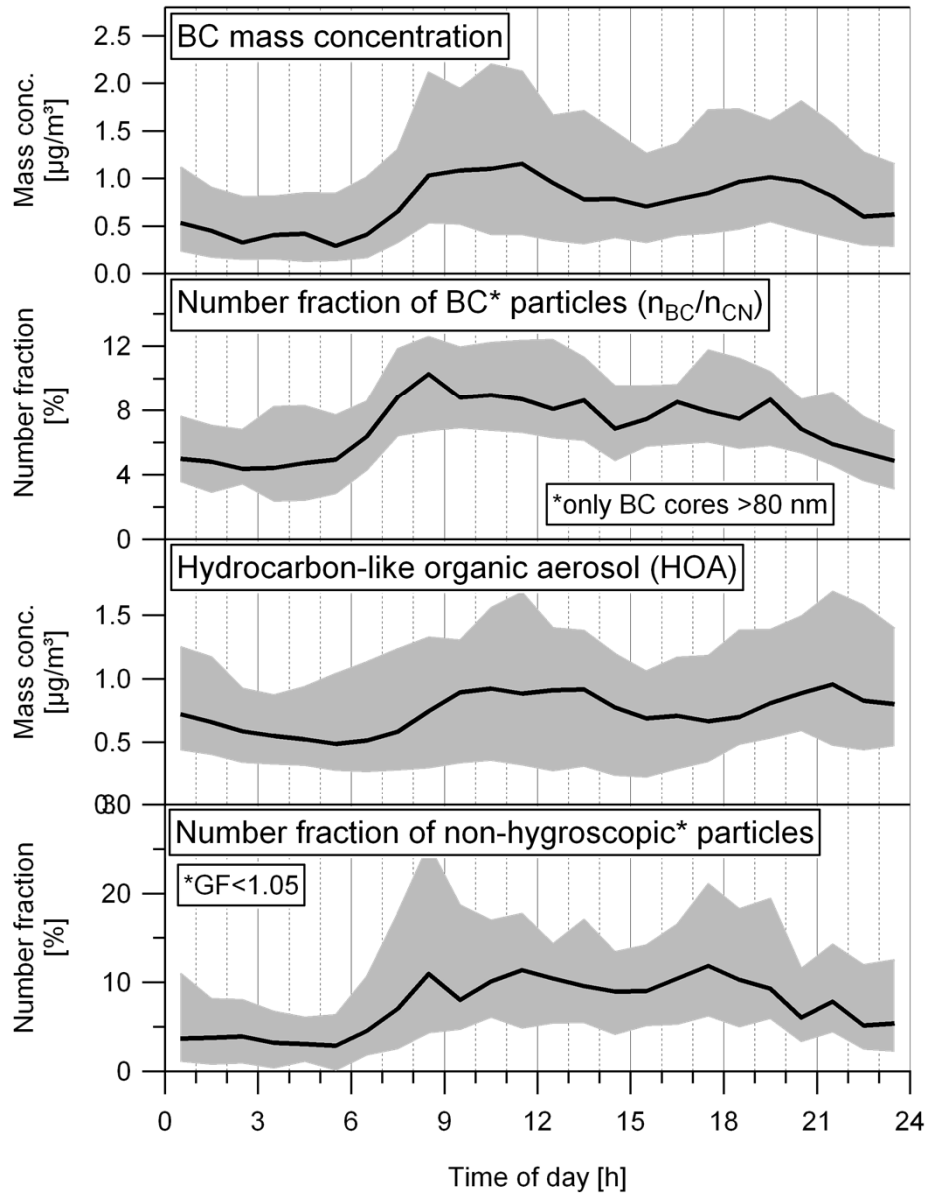 BC mass concentration
2.5
2.0
1.5
1.0
0.5
0.0
Mass conc.
[µg/m³]
Number fraction of BC* particles (nBC/nCN)
12
8
4
0
Number fraction
[%]
*only BC cores >80 nm
Hydrocarbon-like organic aerosol (HOA)
1.5
1.0
0.5
0
Mass conc.
[µg/m³]
30
Number fraction of non-hygroscopic* particles
*GF<1.05
20
10
0
Number fraction
[%]
0 3 6 9 12 15 18 21 24
Time of day [h]